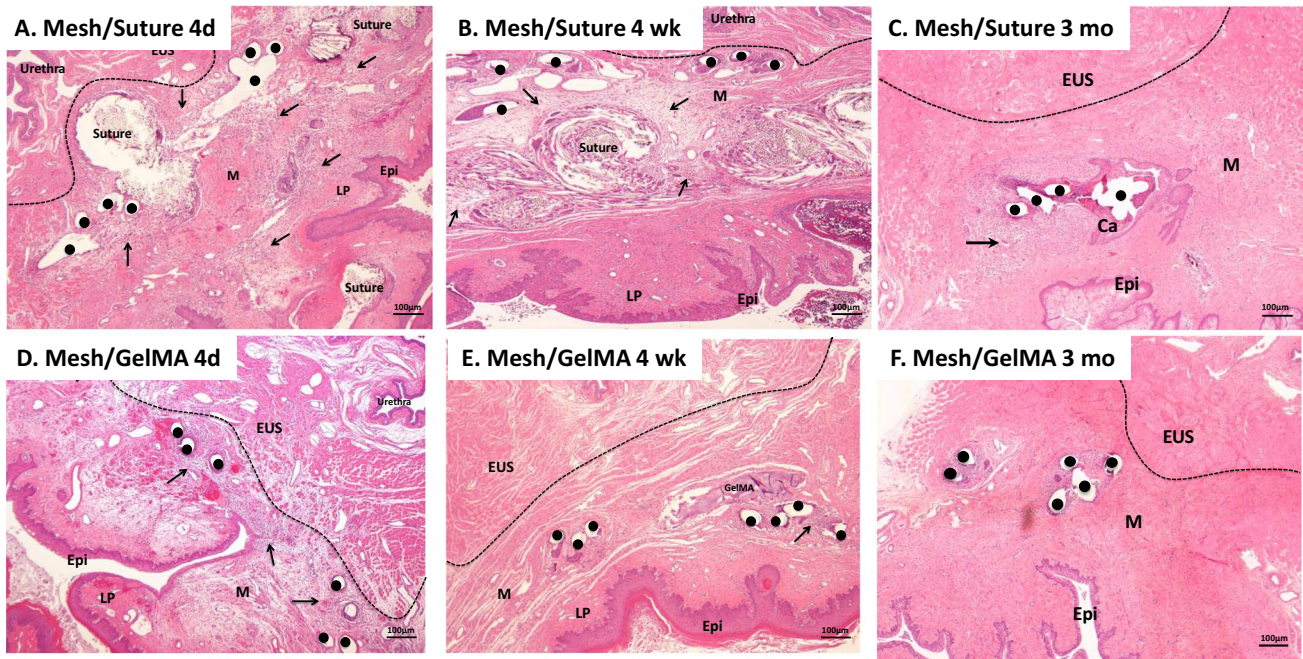 A. Mesh/Suture 4d
EUS
Urethra
Suture
Suture
M
Epi
LP
Suture
100µm
B. Mesh/Suture 4 wk
Urethra
M
Suture
LP
Epi
100µm
C. Mesh/Suture 3 mo
EUS
M
Ca
Epi
100µm
D. Mesh/GelMA 4d
Urethra
EUS
Epi
LP
M
100µm
E. Mesh/GelMA 4 wk
EUS
GelMA
M
LP
Epi
100µm
F. Mesh/GelMA 3 mo
EUS
M
Epi
100µm